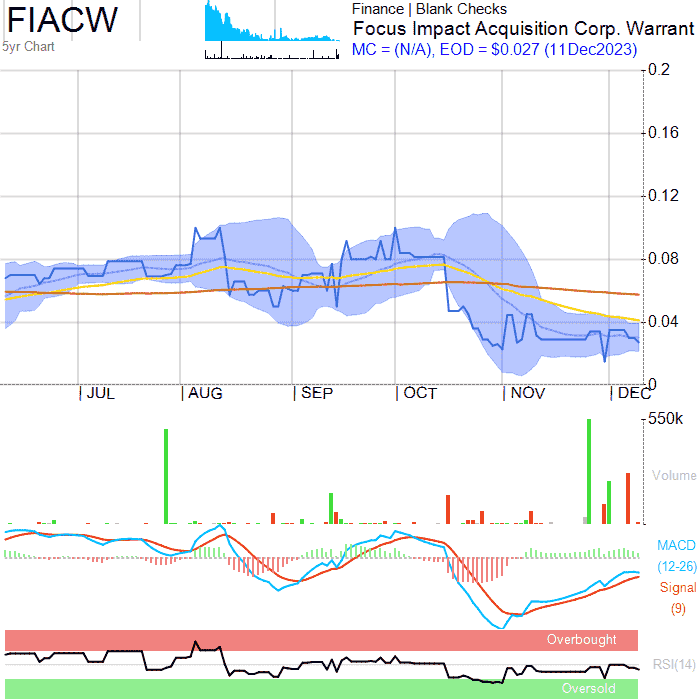 FIACW
5yr Chart
Finance | Blank Checks
Focus Impact Acquisition Corp. Warrant
MC = (N/A), EOD = $0.027 (11Dec2023)
0.2
0.16
0.12
0.08
0.04
0
JUL AUG SEP OCT NOV DEC
550k
Volume
MACD
(12-26)
Signal
(9)
Overbought
RSI(14)
Oversold